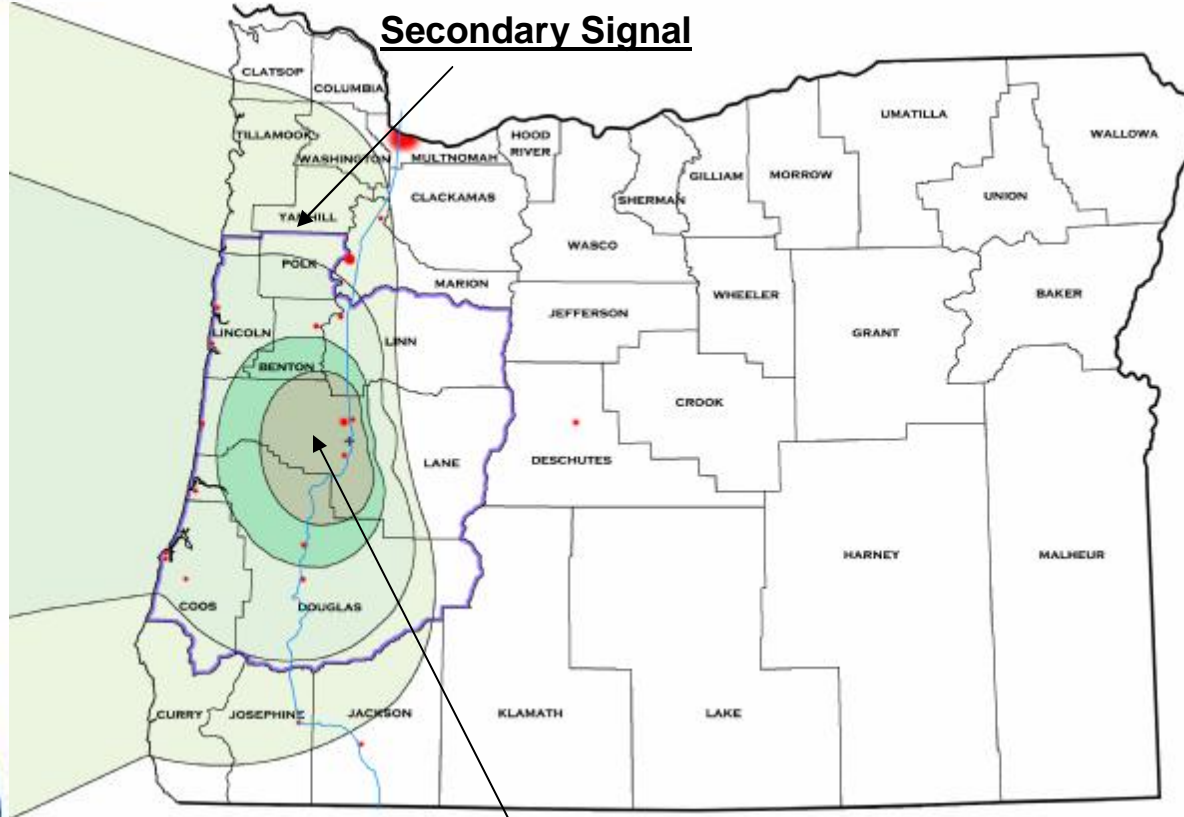 Secondary Signal
CLATSOP
COLUMBIA
TILLAMOOK
WASHINGTON
MULTNOMAH
HOOD
RIVER
UMATILLA
WALLOWA
GILLIAM
MORROW
SHERMAN
UNION
CLACKAMAS
YAMHILL
WASCO
POLK
MARION
WHEELER
BAKER
JEFFERSON
LINCOLN
LINN
GRANT
BENTON
CROOK
LANE
DESCHUTES
HARNEY
MALHEUR
COOS
DOUGLAS
CURRY
JOSEPHINE
JACKSON
KLAMATH
LAKE